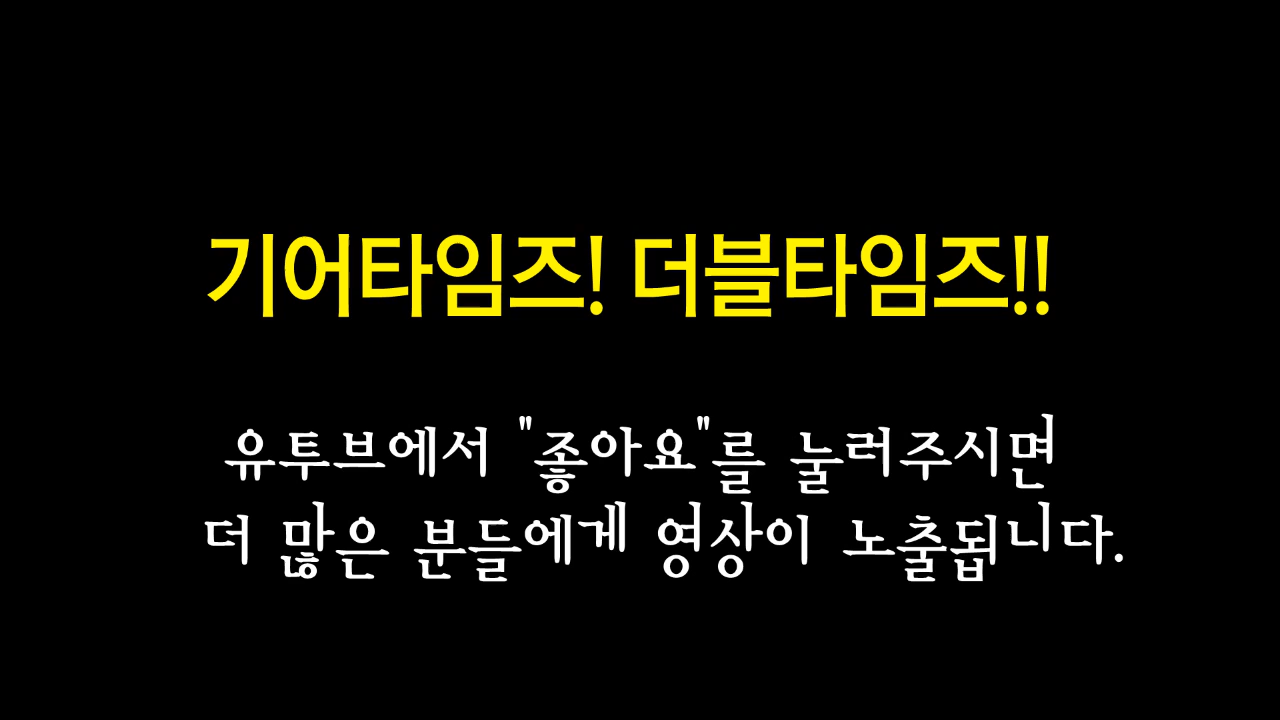 기어타임즈! 더블타임즈!!
유투브에서 "좋아요"를 눌러주시면
더 많은 분들에게 영상이 노출됩니다.